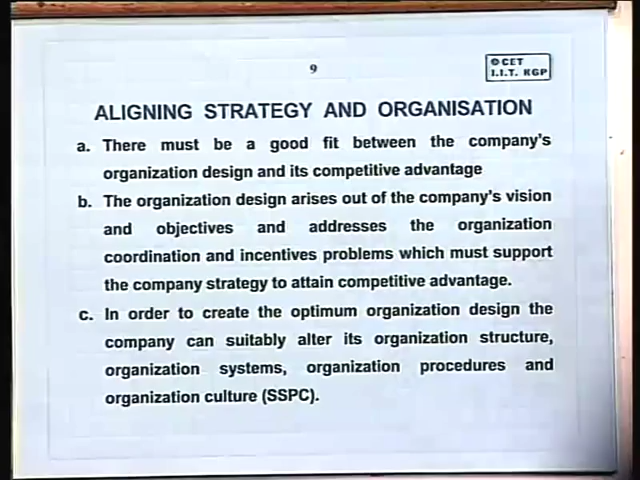 9
© CET
I.I.T. KGP
ALIGNING STRATEGY AND ORGANISATION
a. There must be a good fit between the company's
organization design and its competitive advantage
b. The organization design arises out of the company's vision
and objectives and addresses the organization
coordination and incentives problems which must support
the company strategy to attain competitive advantage.
c. In order to create the optimum organization design the
company can suitably alter its organization structure,
organization systems, organization procedures and
organization culture (SSPC).